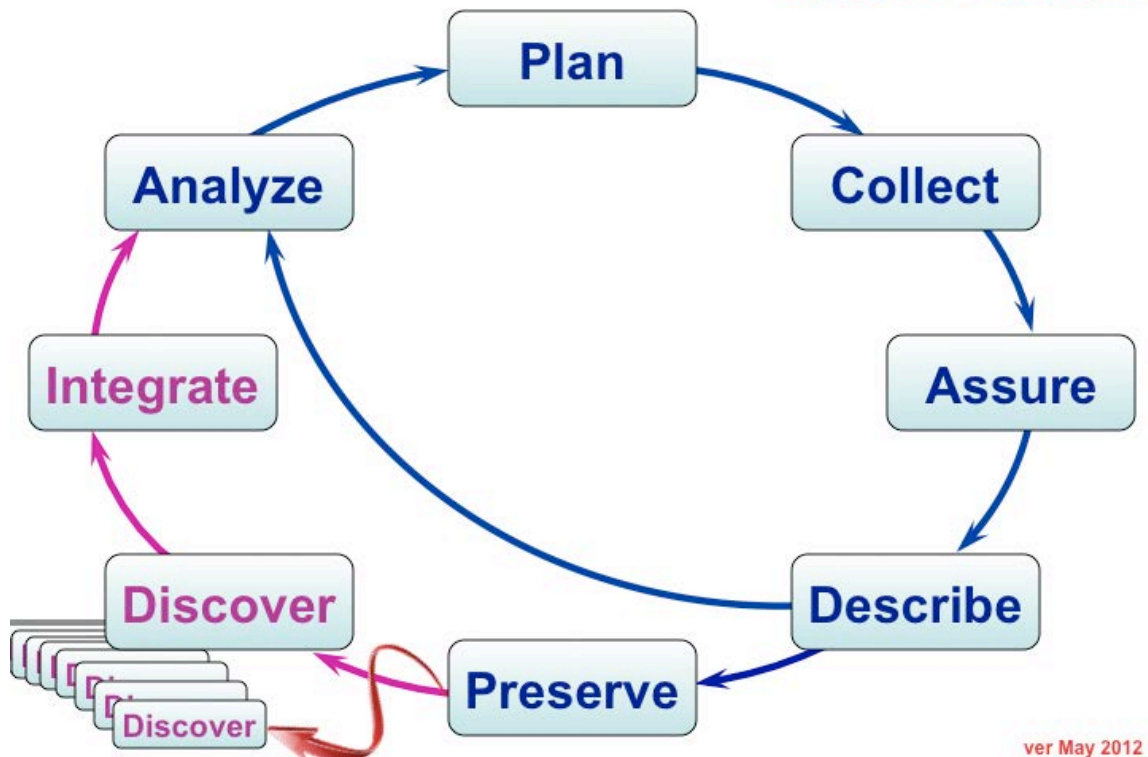 Plan
Analyze
Collect
Integrate
Assure
Discover
Describe
Preserve
Discover
ver May 2012